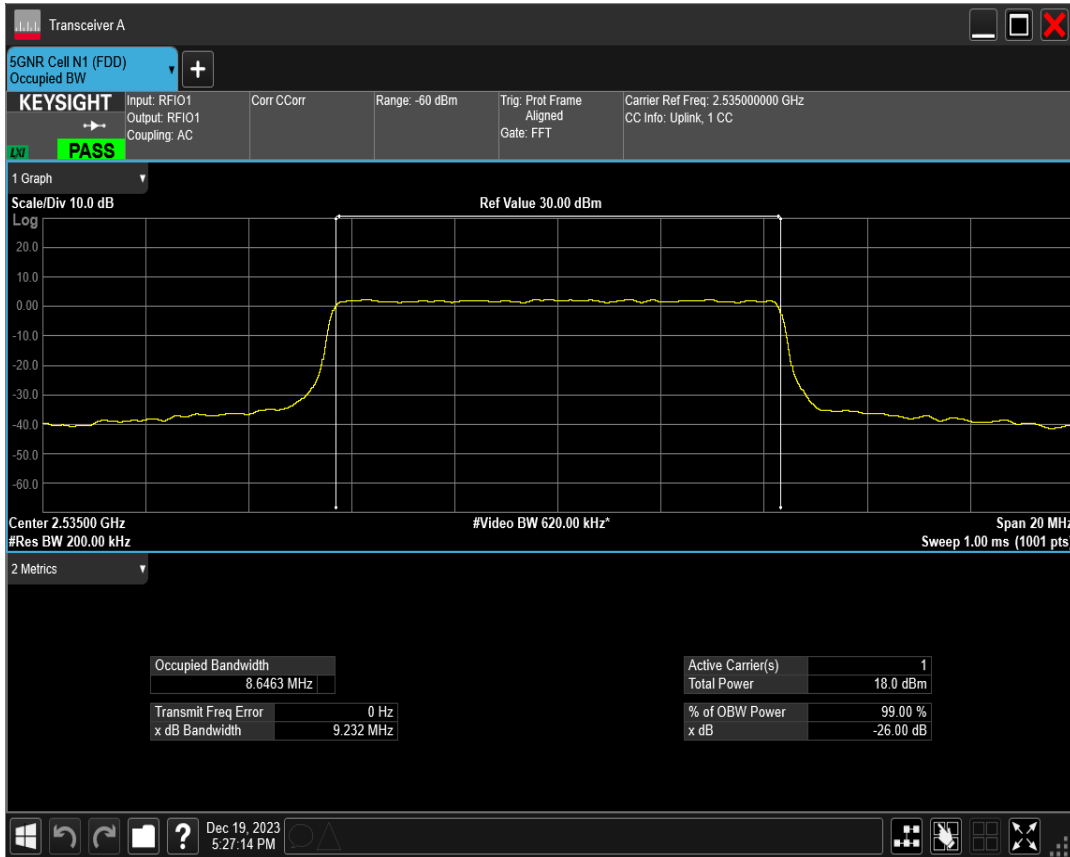 Transceiver A
5GNR Cell N1 (FDD)
Occupied BW
+
KEYSIGHT
LXI
PASS
Input: RFIO1
Output: RFIO1
Coupling: AC
Corr CCorr
Range: -60 dBm
Trig: Prot Frame
Aligned
Gate: FFT
Carrier Ref Freq: 2.535000000 GHz
CC Info: Uplink, 1 CC
1 Graph
Scale/Div 10.0 dB
Ref Value 30.00 dBm
Log
20.0
10.0
0.00
-10.0
-20.0
-30.0
-40.0
-50.0
-60.0
Center 2.53500 GHz
#Video BW 620.00 kHz*
Span 20 MHz
#Res BW 200.00 kHz
Sweep 1.00 ms (1001 pts)
2 Metrics
Occupied Bandwidth
8.6463 MHz
Transmit Freq Error 0 Hz
x dB Bandwidth 9.232 MHz
Active Carrier(s) 1
Total Power 18.0 dBm
% of OBW Power 99.00 %
x dB -26.00 dB
?
Dec 19, 2023
5:27:14 PM